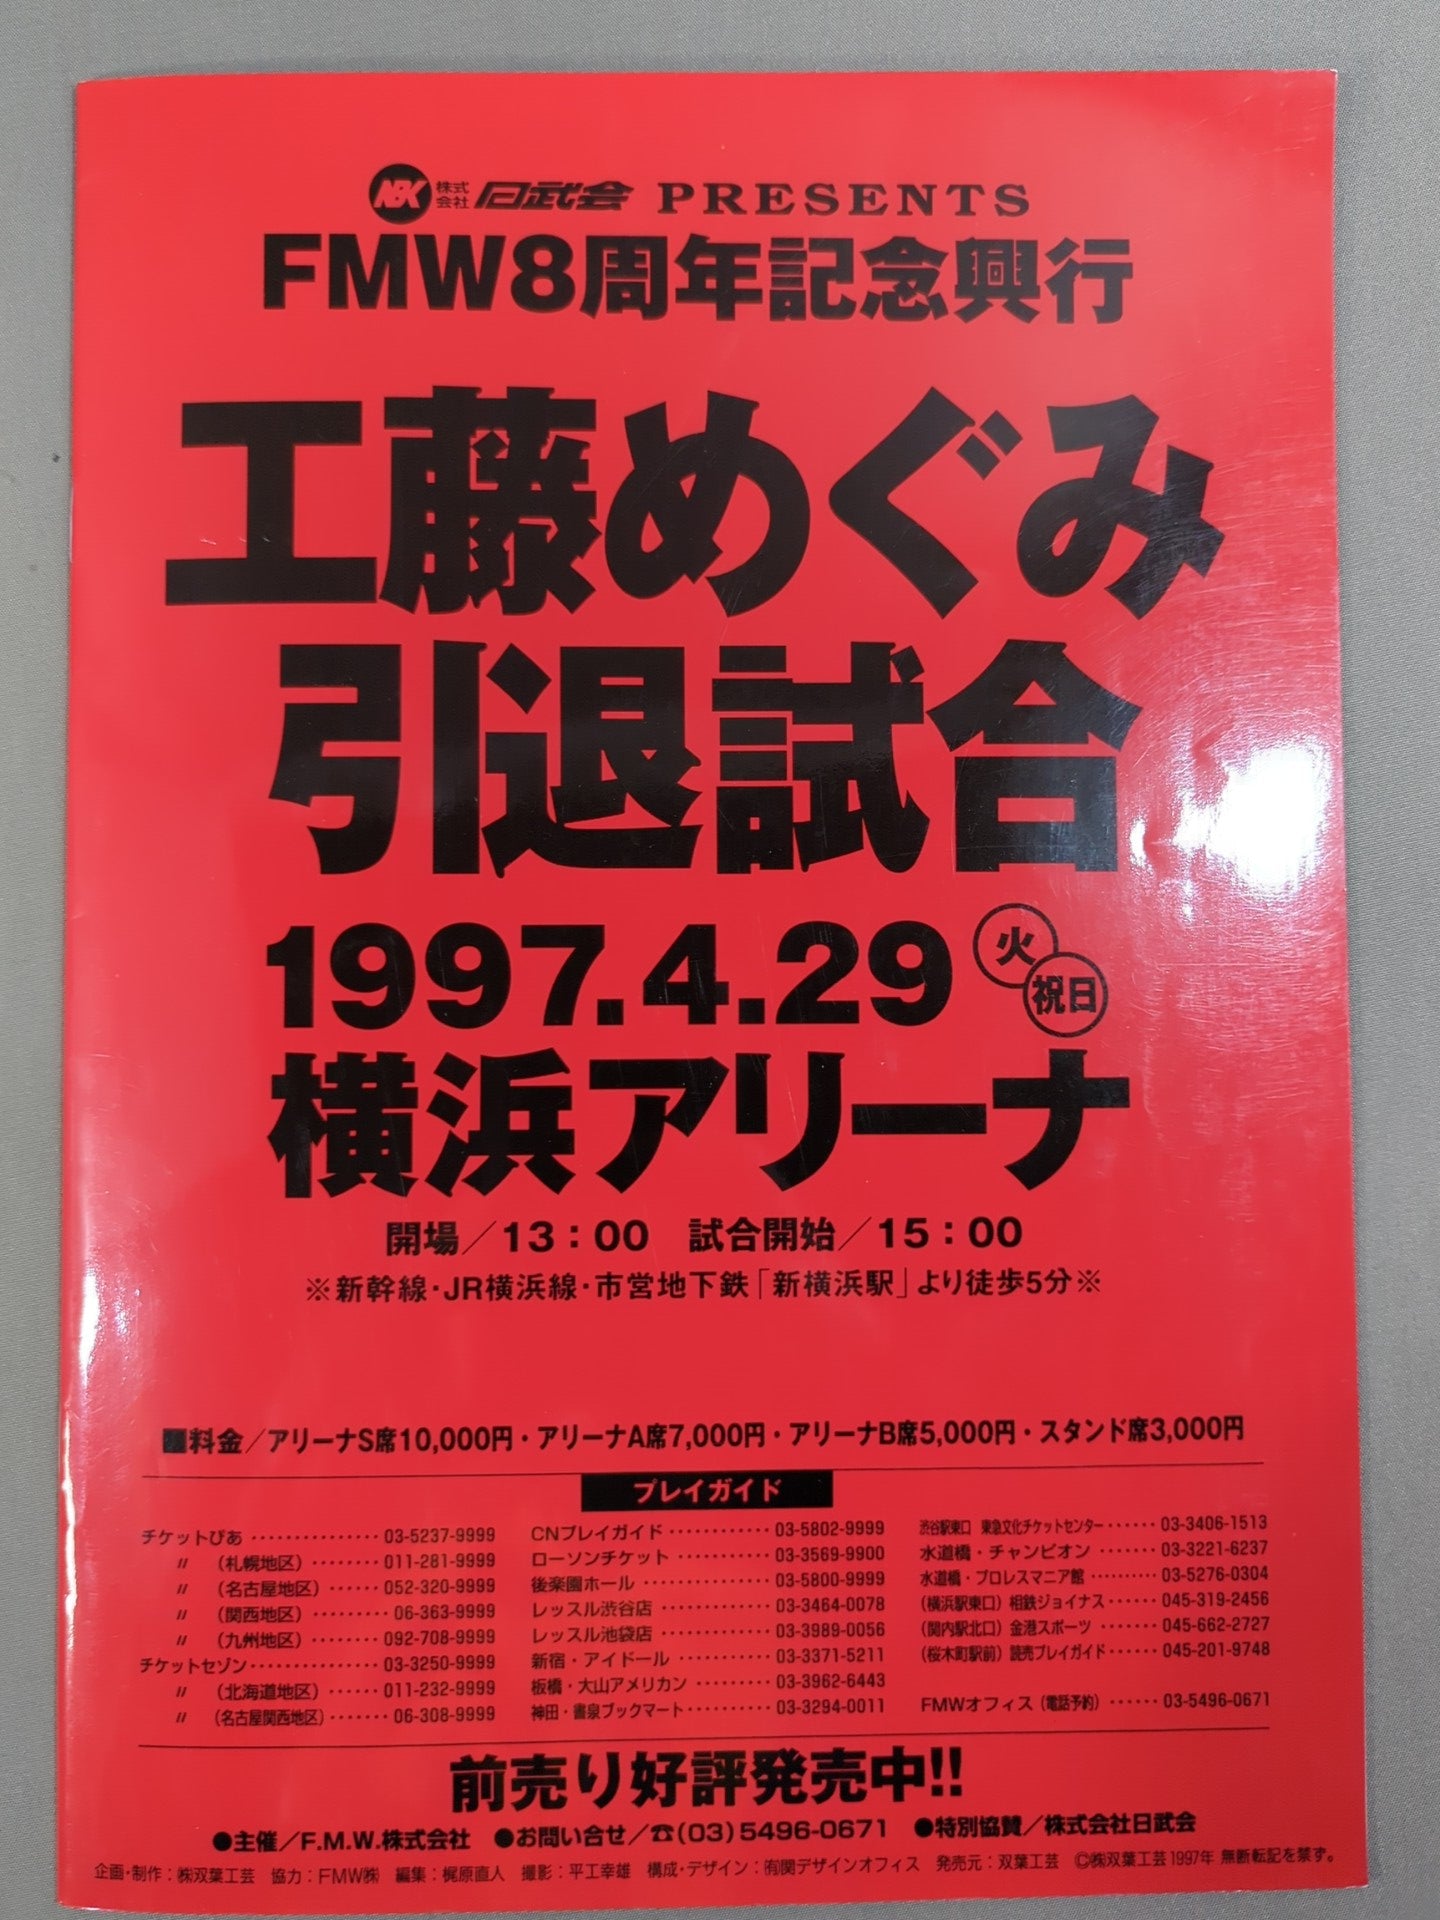 NBK 株式会社 日武会 PRESENTS
FMW8周年記念興行
工藤めぐみ
引退試合
1997.4.29 火 祝日
横浜アリーナ
開場／13：00 試合開始／15：00
※新幹線・JR横浜線・市営地下鉄「新横浜駅」より徒歩5分※
■料金／アリーナS席10,000円・アリーナA席7,000円・アリーナB席5,000円・スタンド席3,000円
プレイガイド
チケットぴあ ‥‥‥‥‥‥‥ 03-5237-9999
〃 （札幌地区）‥‥‥‥ 011-281-9999
〃 （名古屋地区）‥‥‥ 052-320-9999
〃 （関西地区）‥‥‥‥ 06-363-9999
〃 （九州地区）‥‥‥‥ 092-708-9999
チケットセゾン‥‥‥‥‥‥‥ 03-3250-9999
〃 （北海道地区）‥‥‥ 011-232-9999
〃 （名古屋関西地区）‥‥‥ 06-308-9999
CNプレイガイド ‥‥‥‥‥ 03-5802-9999
ローソンチケット ‥‥‥‥‥ 03-3569-9900
後楽園ホール ‥‥‥‥‥‥ 03-5800-9999
レッスル渋谷店 ‥‥‥‥‥ 03-3464-0078
レッスル池袋店 ‥‥‥‥‥ 03-3989-0056
新宿・アイドール ‥‥‥‥‥ 03-3371-5211
板橋・大山アメリカン ‥‥‥‥ 03-3962-6443
神田・書泉ブックマート‥‥‥‥ 03-3294-0011
渋谷駅東口 東急文化チケットセンター‥‥‥ 03-3406-1513
水道橋・チャンピオン ‥‥‥ 03-3221-6237
水道橋・プロレスマニア館 ‥‥‥‥ 03-5276-0304
（横浜駅東口）相鉄ジョイナス‥‥‥ 045-319-2456
（関内駅北口）金港スポーツ ‥‥‥ 045-662-2727
（桜木町駅前）読売プレイガイド‥‥‥ 045-201-9748
FMWオフィス（電話予約）‥‥‥ 03-5496-0671
前売り好評発売中!!
●主催／F.M.W.株式会社 ●お問い合せ／☎(03)5496-0671 ●特別協賛／株式会社日武会
企画・制作：㈱双葉工芸 協力：FMW㈱ 編集：梶原直人 撮影：平工幸雄 構成・デザイン：㈲関デザインオフィス 発売元：双葉工芸 Ⓒ㈱双葉工芸1997年 無断転記を禁ず。